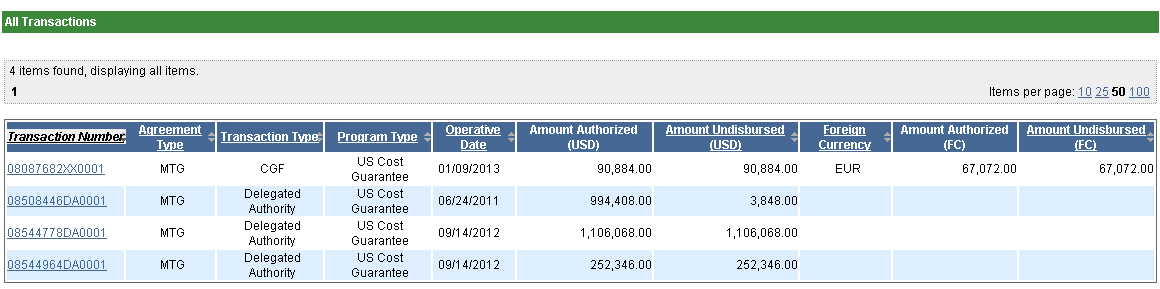 All Transactions
4 items found, displaying all items.
1 Items per page: 10 25 50 100
Transaction Number Agreement Type Transaction Type Program Type Operative Date Amount Authorized (USD) Amount Undisbursed (USD) Foreign Currency Amount Authorized (FC) Amount Undisbursed (FC)
08087682XX0001 MTG CGF US Cost Guarantee 01/09/2013 90,884.00 90,884.00 EUR 67,072.00 67,072.00
08508446DA0001 MTG Delegated Authority US Cost Guarantee 06/24/2011 994,408.00 3,848.00
08544778DA0001 MTG Delegated Authority US Cost Guarantee 09/14/2012 1,106,068.00 1,106,068.00
08544964DA0001 MTG Delegated Authority US Cost Guarantee 09/14/2012 252,346.00 252,346.00